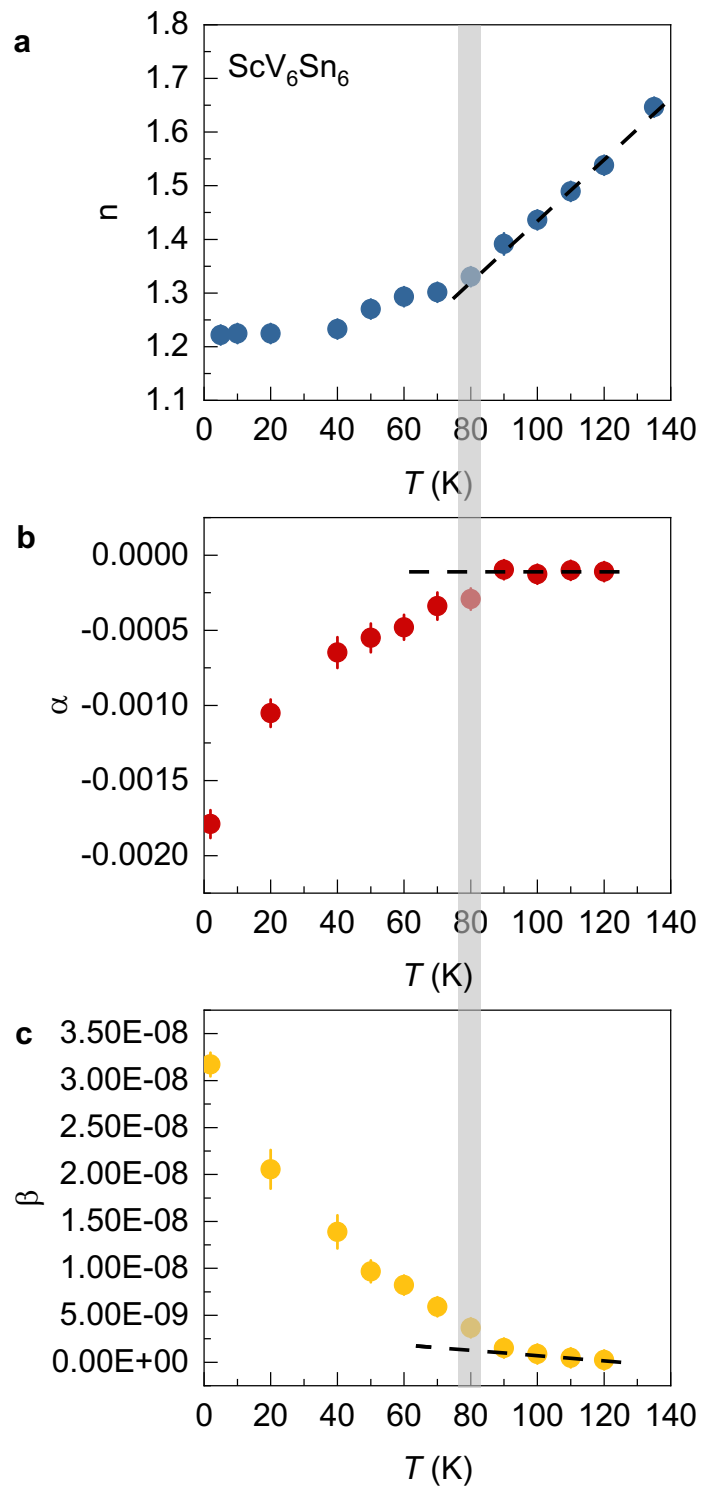 a
ScV₆Sn₆
n
1.8
1.7
1.6
1.5
1.4
1.3
1.2
1.1
0 20 40 60 80 100 120 140
T (K)
b
α
0.0000
-0.0005
-0.0010
-0.0015
-0.0020
0 20 40 60 80 100 120 140
T (K)
c
β
3.50E-08
3.00E-08
2.50E-08
2.00E-08
1.50E-08
1.00E-08
5.00E-09
0.00E+00
0 20 40 60 80 100 120 140
T (K)